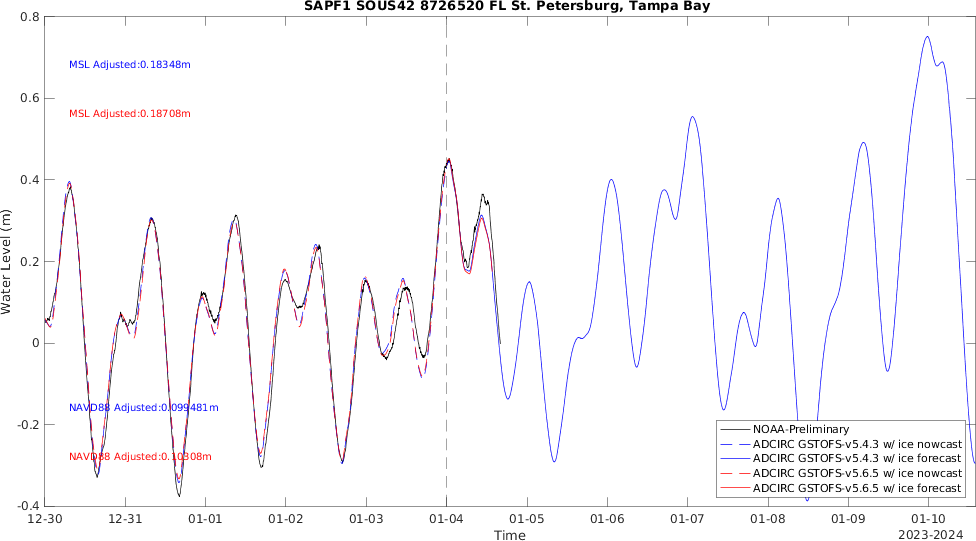 SAPF1 SOUS42 8726520 FL St. Petersburg, Tampa Bay
0.8
0.6
0.4
0.2
0
-0.2
-0.4
Water Level (m)
MSL Adjusted:0.18348m
MSL Adjusted:0.18708m
NAVD88 Adjusted:0.099481m
NAVD88 Adjusted:0.10308m
NOAA-Preliminary
ADCIRC GSTOFS-v5.4.3 w/ ice nowcast
ADCIRC GSTOFS-v5.4.3 w/ ice forecast
ADCIRC GSTOFS-v5.6.5 w/ ice nowcast
ADCIRC GSTOFS-v5.6.5 w/ ice forecast
12-30 12-31 01-01 01-02 01-03 01-04 01-05 01-06 01-07 01-08 01-09 01-10
2023-2024
Time